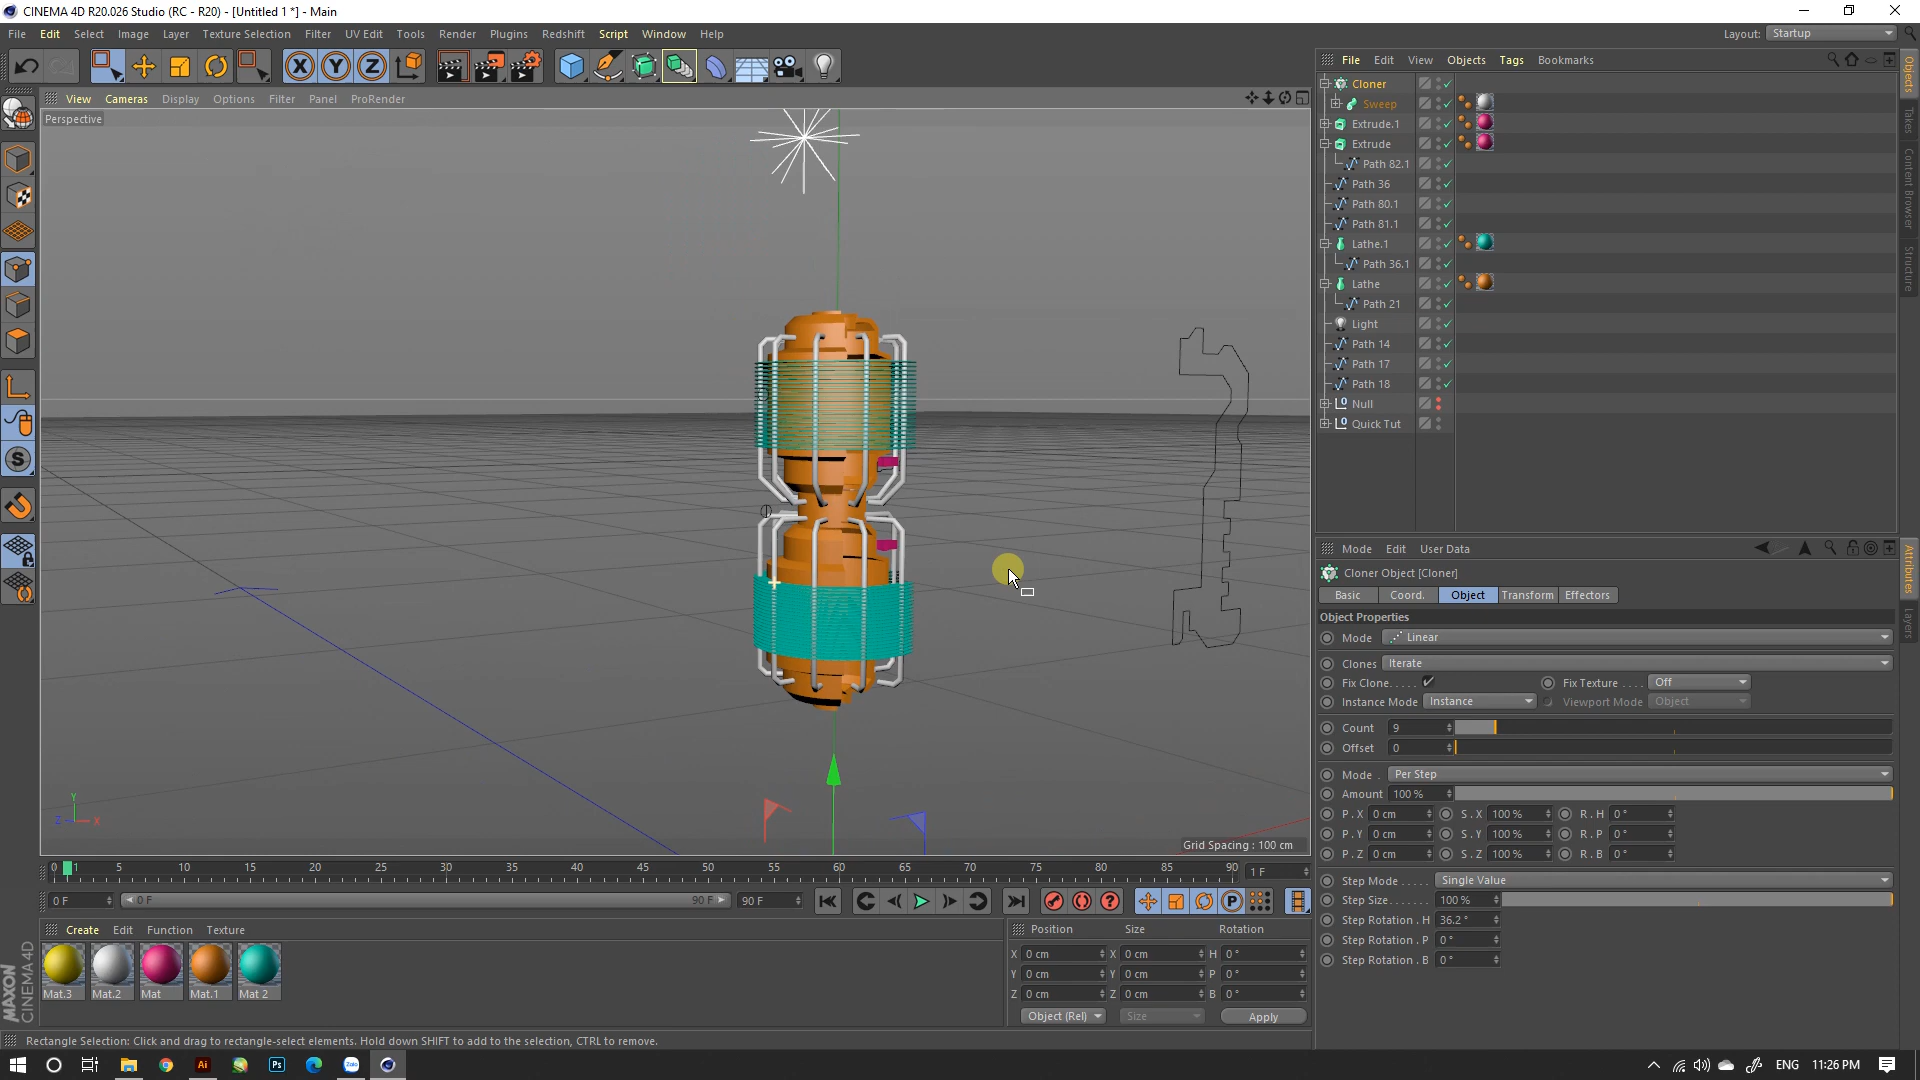 CINEMA 4D R20.026 Studio (RC - R20) - [Untitled 1 *] - Main
File Edit Select Image Layer Texture Selection Filter UV Edit Tools Render Plugins Redshift Script Window Help
Layout: Startup
File Edit View Objects Tags Bookmarks
View Cameras Display Options Filter Panel ProRender
Perspective
Cloner
Sweep
Extrude.1
Extrude
Path 82.1
Path 36
Path 80.1
Path 81.1
Lathe.1
Path 36.1
Lathe
Path 21
Light
Path 14
Path 17
Path 18
Null
Quick Tut
Objects
Takes
Content Browser
Structure
Attributes
Layers
Mode Edit User Data
Cloner Object [Cloner]
Basic Coord. Object Transform Effectors
Object Properties
Mode Linear
Clones Iterate
Fix Clone..... Fix Texture .... Off
Instance Mode Instance Viewport Mode Object
Count 9
Offset 0
Mode . Per Step
Amount 100 %
P . X 0 cm S . X 100 % R . H 0 °
P . Y 0 cm S . Y 100 % R . P 0 °
P . Z 0 cm S . Z 100 % R . B 0 °
Step Mode ..... Single Value
Step Size....... 100 %
Step Rotation . H 36.2 °
Step Rotation . P 0 °
Step Rotation . B 0 °
Y
Z X
Grid Spacing : 100 cm
0 1 5 10 15 20 25 30 35 40 45 50 55 60 65 70 75 80 85 90 1 F
0 F 0 F 90 F 90 F
Create Edit Function Texture
Mat.3 Mat.2 Mat Mat.1 Mat 2
Position Size Rotation
X 0 cm X 0 cm H 0 °
Y 0 cm Y 0 cm P 0 °
Z 0 cm Z 0 cm B 0 °
Object (Rel) Size Apply
MAXON
CINEMA 4D
Rectangle Selection: Click and drag to rectangle-select elements. Hold down SHIFT to add to the selection, CTRL to remove.
Ai Ps Zalo
ENG 11:26 PM